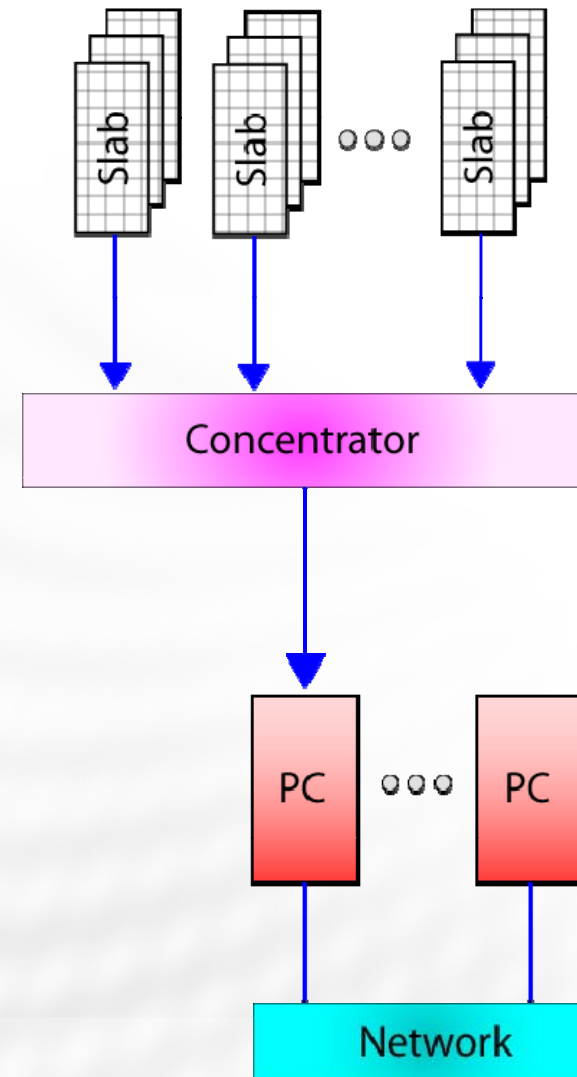 Slab
Slab
Slab
Concentrator
PC
PC
Network